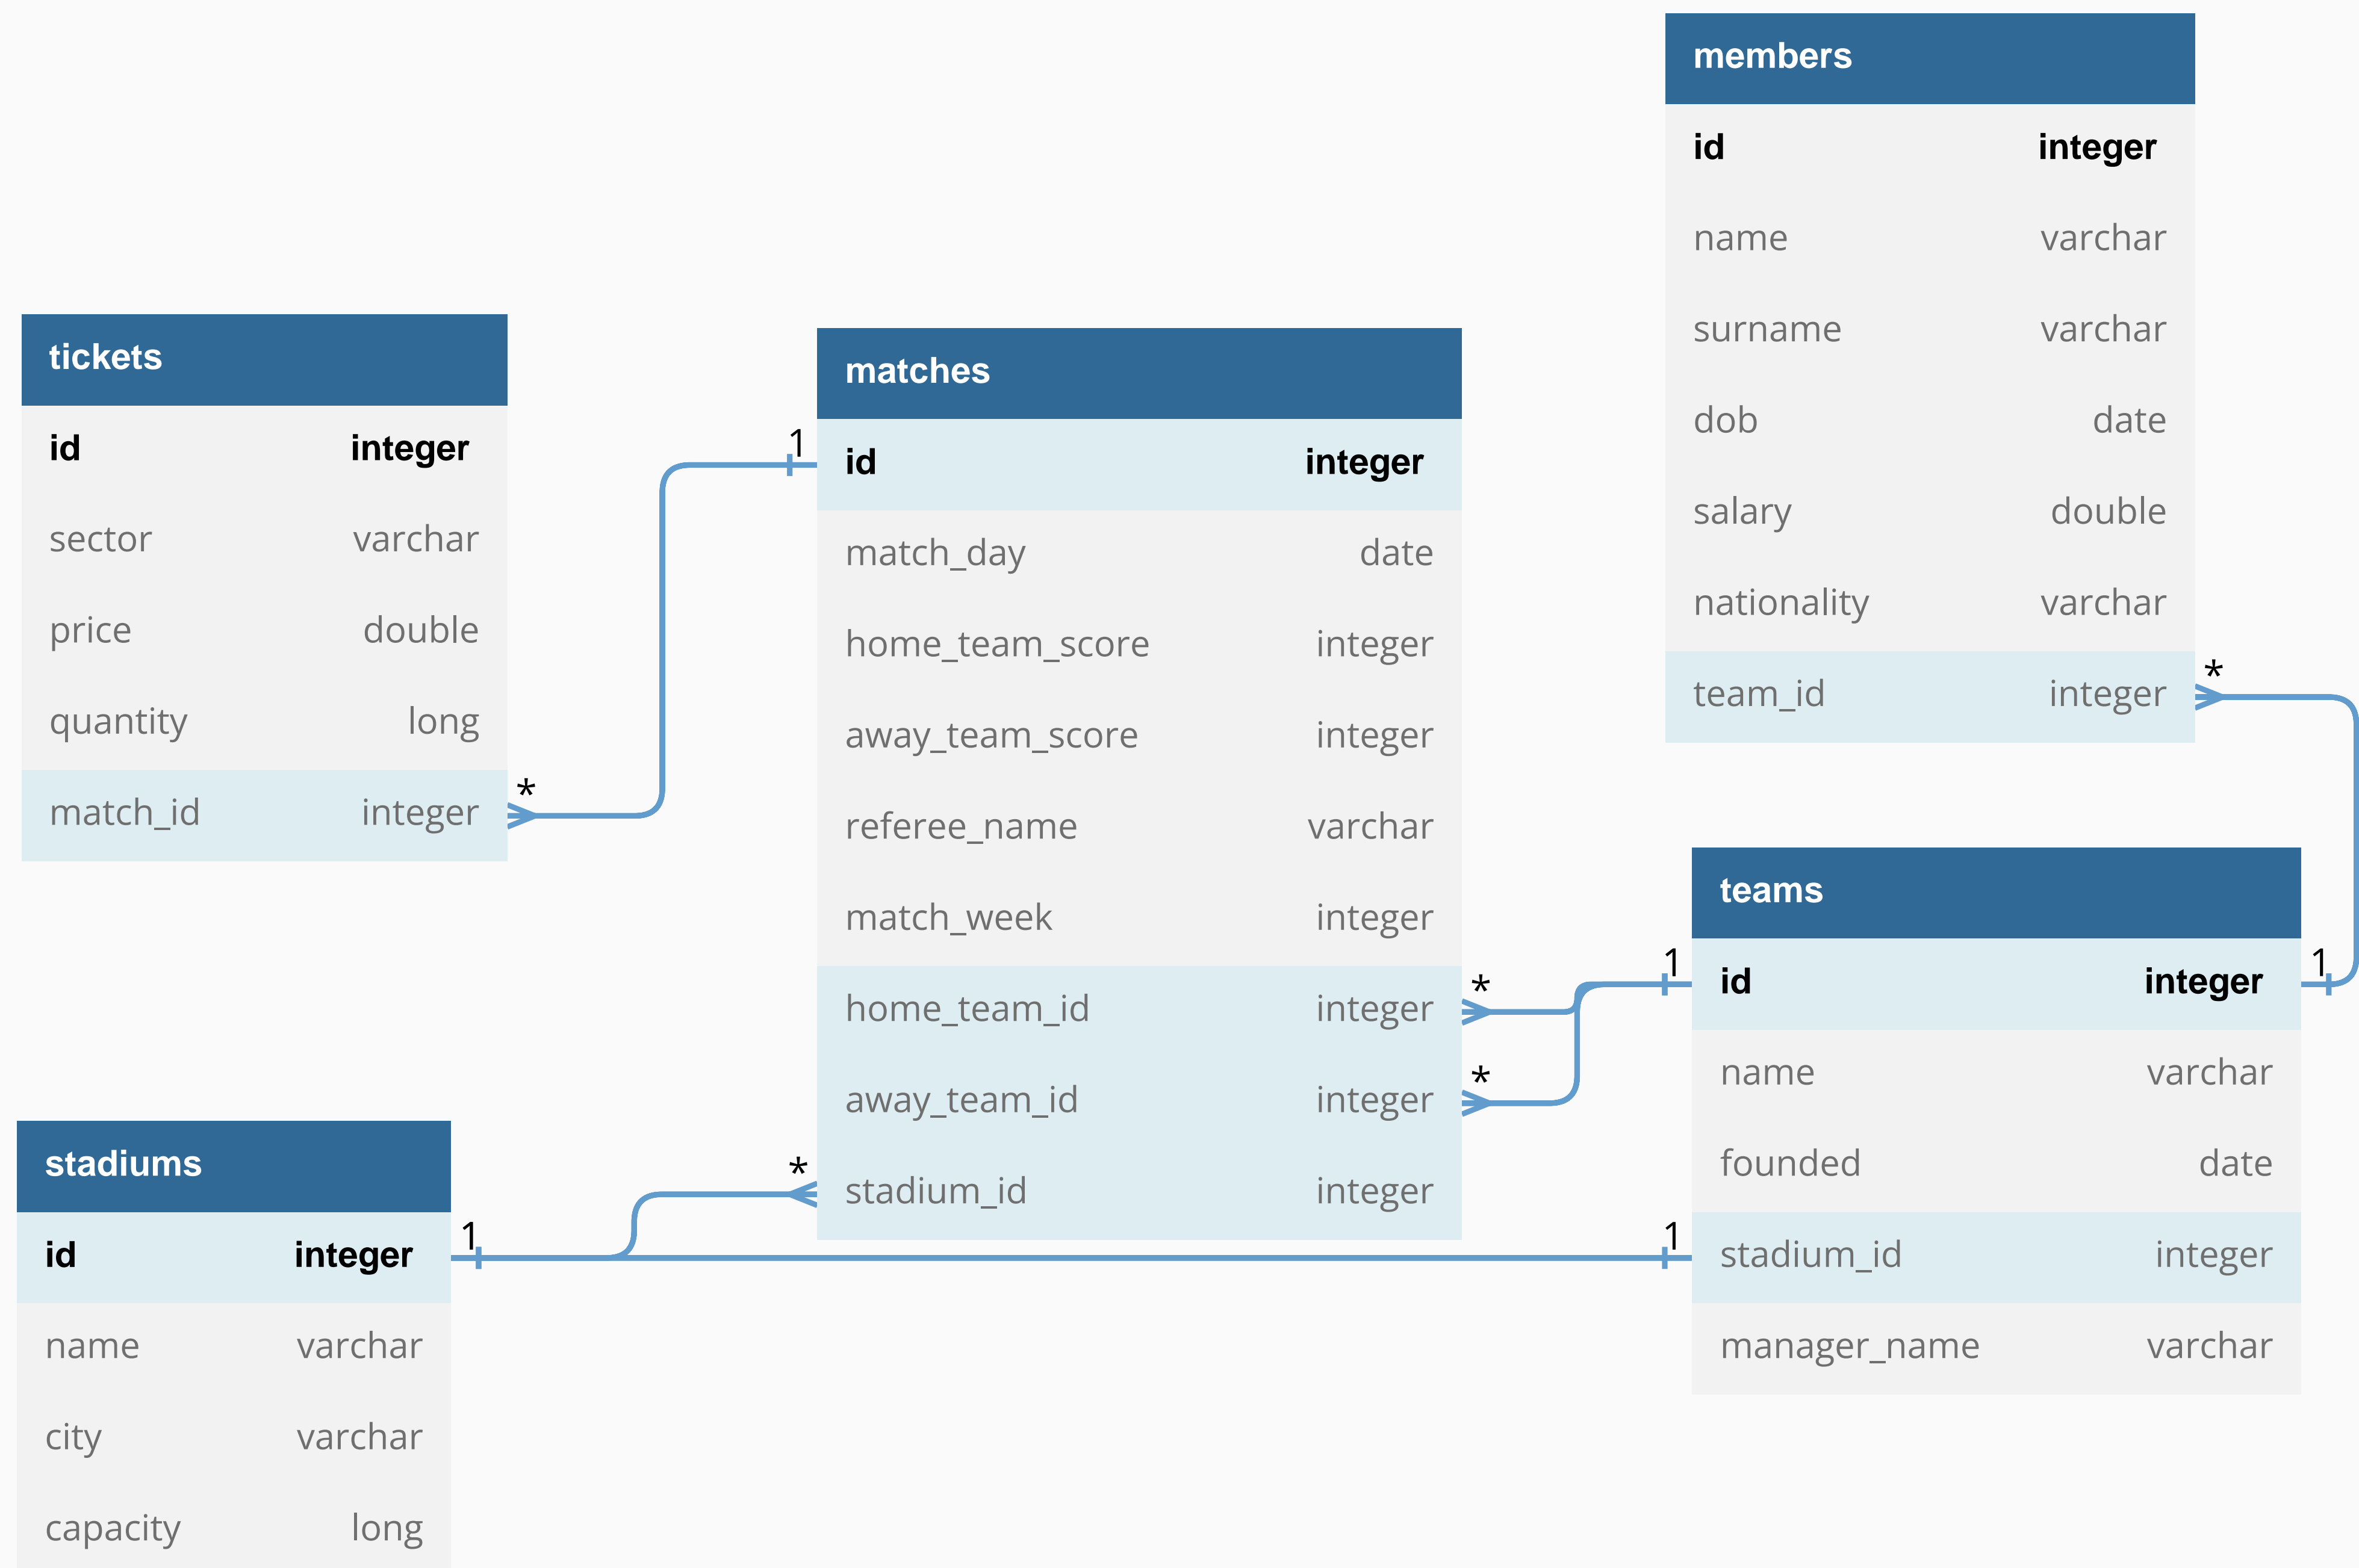 members
id integer
name varchar
surname varchar
dob date
salary double
nationality varchar
team_id integer
*
tickets
id integer
sector varchar
price double
quantity long
match_id integer
*
matches
1
id integer
match_day date
home_team_score integer
away_team_score integer
referee_name varchar
match_week integer
home_team_id integer
*
away_team_id integer
*
*
stadium_id integer
teams
1
id integer
1
name varchar
founded date
1
stadium_id integer
manager_name varchar
stadiums
id integer
1
name varchar
city varchar
capacity long